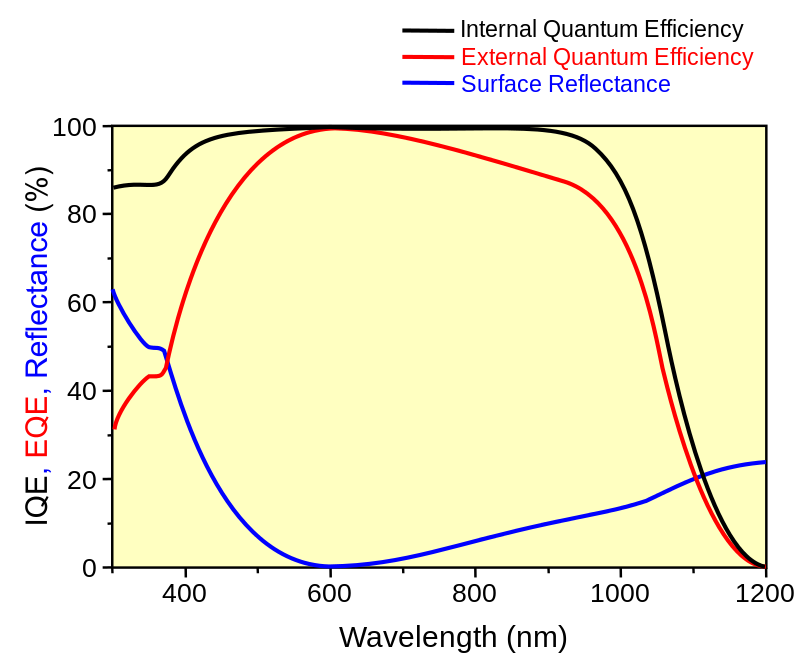 Internal Quantum Efficiency
External Quantum Efficiency
Surface Reflectance
100
80
60
40
20
0
IQE, EQE, Reflectance (%)
400
600
800
1000
1200
Wavelength (nm)